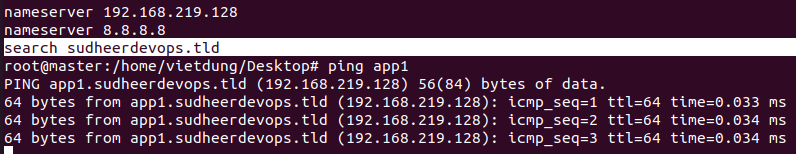 nameserver 192.168.219.128
nameserver 8.8.8.8
search sudheerdevops.tld
root@master:/home/vietdung/Desktop# ping app1
PING app1.sudheerdevops.tld (192.168.219.128) 56(84) bytes of data.
64 bytes from app1.sudheerdevops.tld (192.168.219.128): icmp_seq=1 ttl=64 time=0.033 ms
64 bytes from app1.sudheerdevops.tld (192.168.219.128): icmp_seq=2 ttl=64 time=0.034 ms
64 bytes from app1.sudheerdevops.tld (192.168.219.128): icmp_seq=3 ttl=64 time=0.034 ms